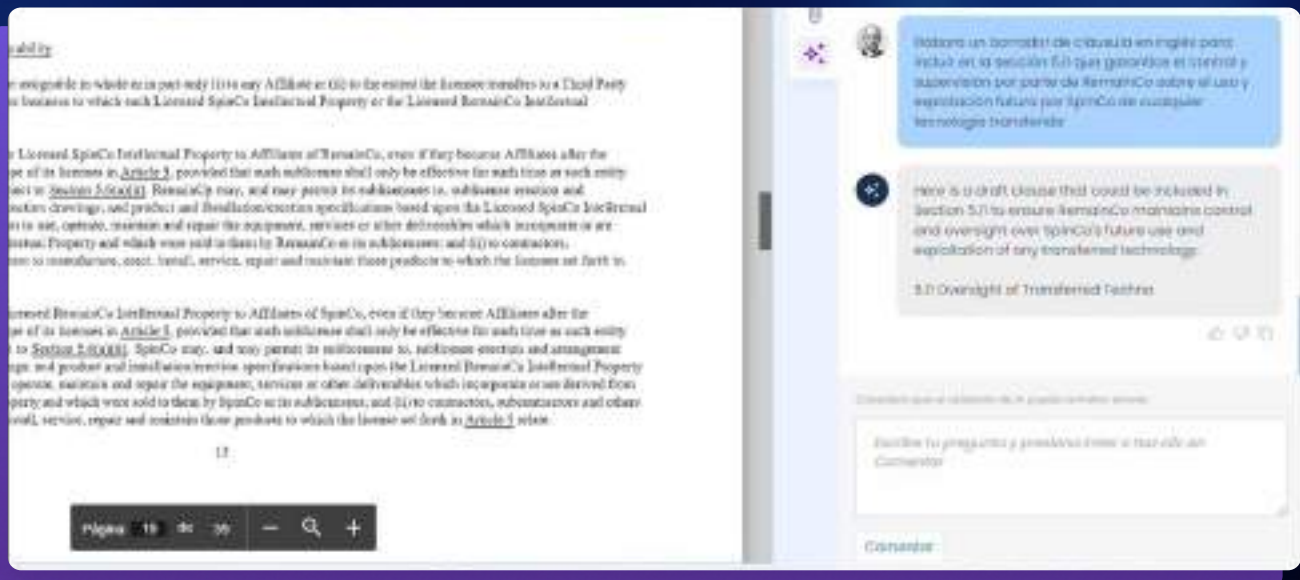 ability
assignable in whole or in part only (i) to any Affiliate or (ii) to the extent the licensee transfers to a Third Party
business to which such Licensed SpinCo Intellectual Property or the Licensed RemainCo Intellectual
Licensed SpinCo Intellectual Property to Affiliates of RemainCo, even if they become Affiliates after the
of its licenses in Article 5, provided that such sublicense shall only be effective for such time as such entity
RemainCo may, and may permit its sublicensees to, sublicense erection and
drawings, and product and installation/erection specifications based upon the Licensed SpinCo Intellectual
to use, operate, maintain and repair the equipment, services or other deliverables which incorporate or are
Property and which were sold to them by RemainCo or its sublicensees; and (ii) to contractors,
to manufacture, erect, install, service, repair and maintain those products to which the license set forth in
Licensed RemainCo Intellectual Property to Affiliates of SpinCo, even if they become Affiliates after the
of its licenses in Article 5, provided that such sublicense shall only be effective for such time as such entity
to Section SpinCo may, and may permit its sublicensees to, sublicense erection and arrangement
and product and installation/erection specifications based upon the Licensed RemainCo Intellectual Property
operate, maintain and repair the equipment, services or other deliverables which incorporate or are derived from
and which were sold to them by SpinCo or its sublicensees, and (ii) to contractors, subcontractors and others
service, repair and maintain those products to which the license set forth in Article 5 relate.
Página 19 de
Elabora un borrador de cláusula en inglés para
incluir en la sección 5.11 que garantice el control y
supervisión por parte de RemainCo sobre el uso y
explotación futura por SpinCo de cualquier
tecnología transferida
Here is a draft clause that could be included in
Section 5.11 to ensure RemainCo maintains control
and oversight over SpinCo's future use and
exploitation of any transferred technology:
5.11 Oversight of Transferred Techno
Escribe tu pregunta y presiona Enter o haz clic en
Comentar
Comentar